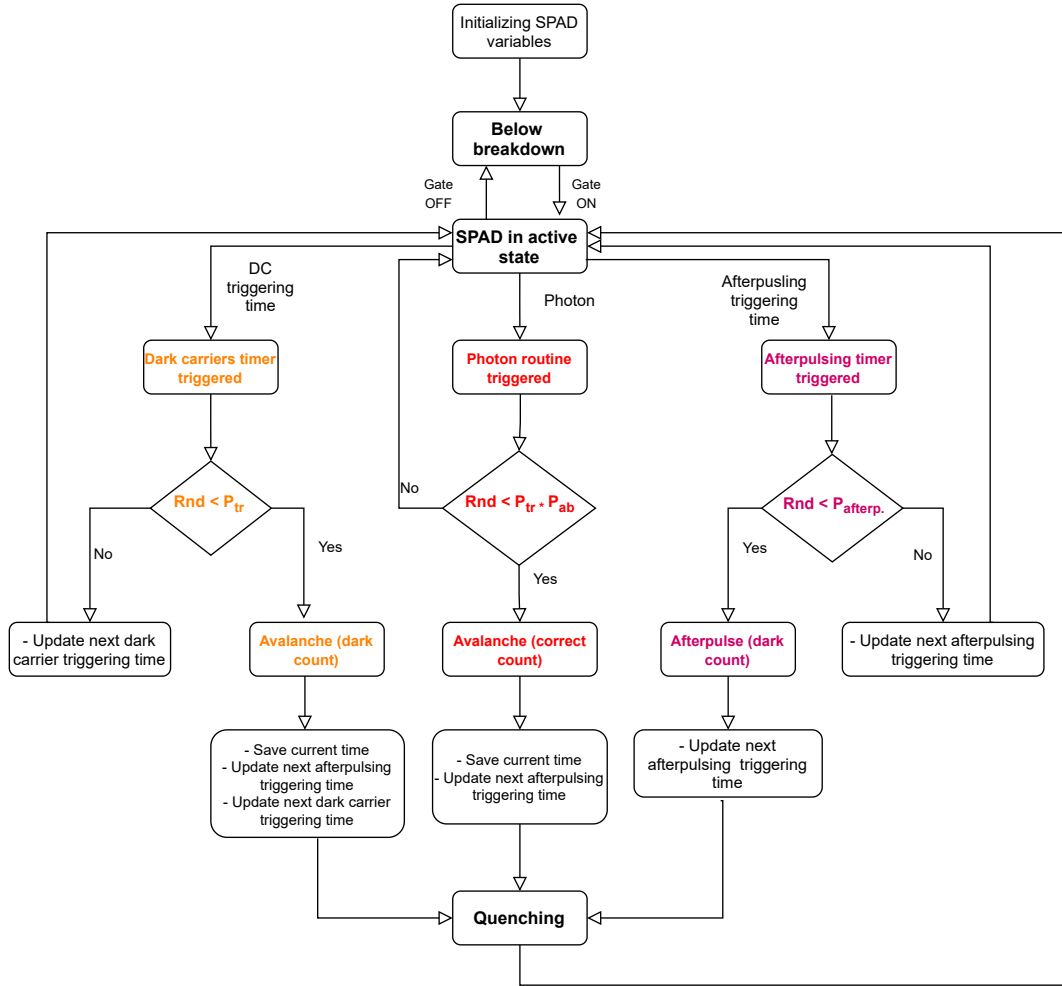 Initializing SPAD
variables
Below
breakdown
Gate
OFF
Gate
ON
SPAD in active
state
DC
triggering
time
Photon
Afterpusling
triggering
time
Dark carriers timer
triggered
Photon routine
triggered
Afterpulsing timer
triggered
Rnd < Ptr
Rnd < Ptr * Pab
Rnd < Pafterp.
No
Yes
No
Yes
Yes
No
- Update next dark
carrier triggering time
Avalanche (dark
count)
Avalanche (correct
count)
Afterpulse (dark
count)
- Update next afterpulsing
triggering time
- Save current time
- Update next afterpulsing
triggering time
- Update next dark carrier
triggering time
- Save current time
- Update next afterpulsing
triggering time
- Update next
afterpulsing triggering
time
Quenching